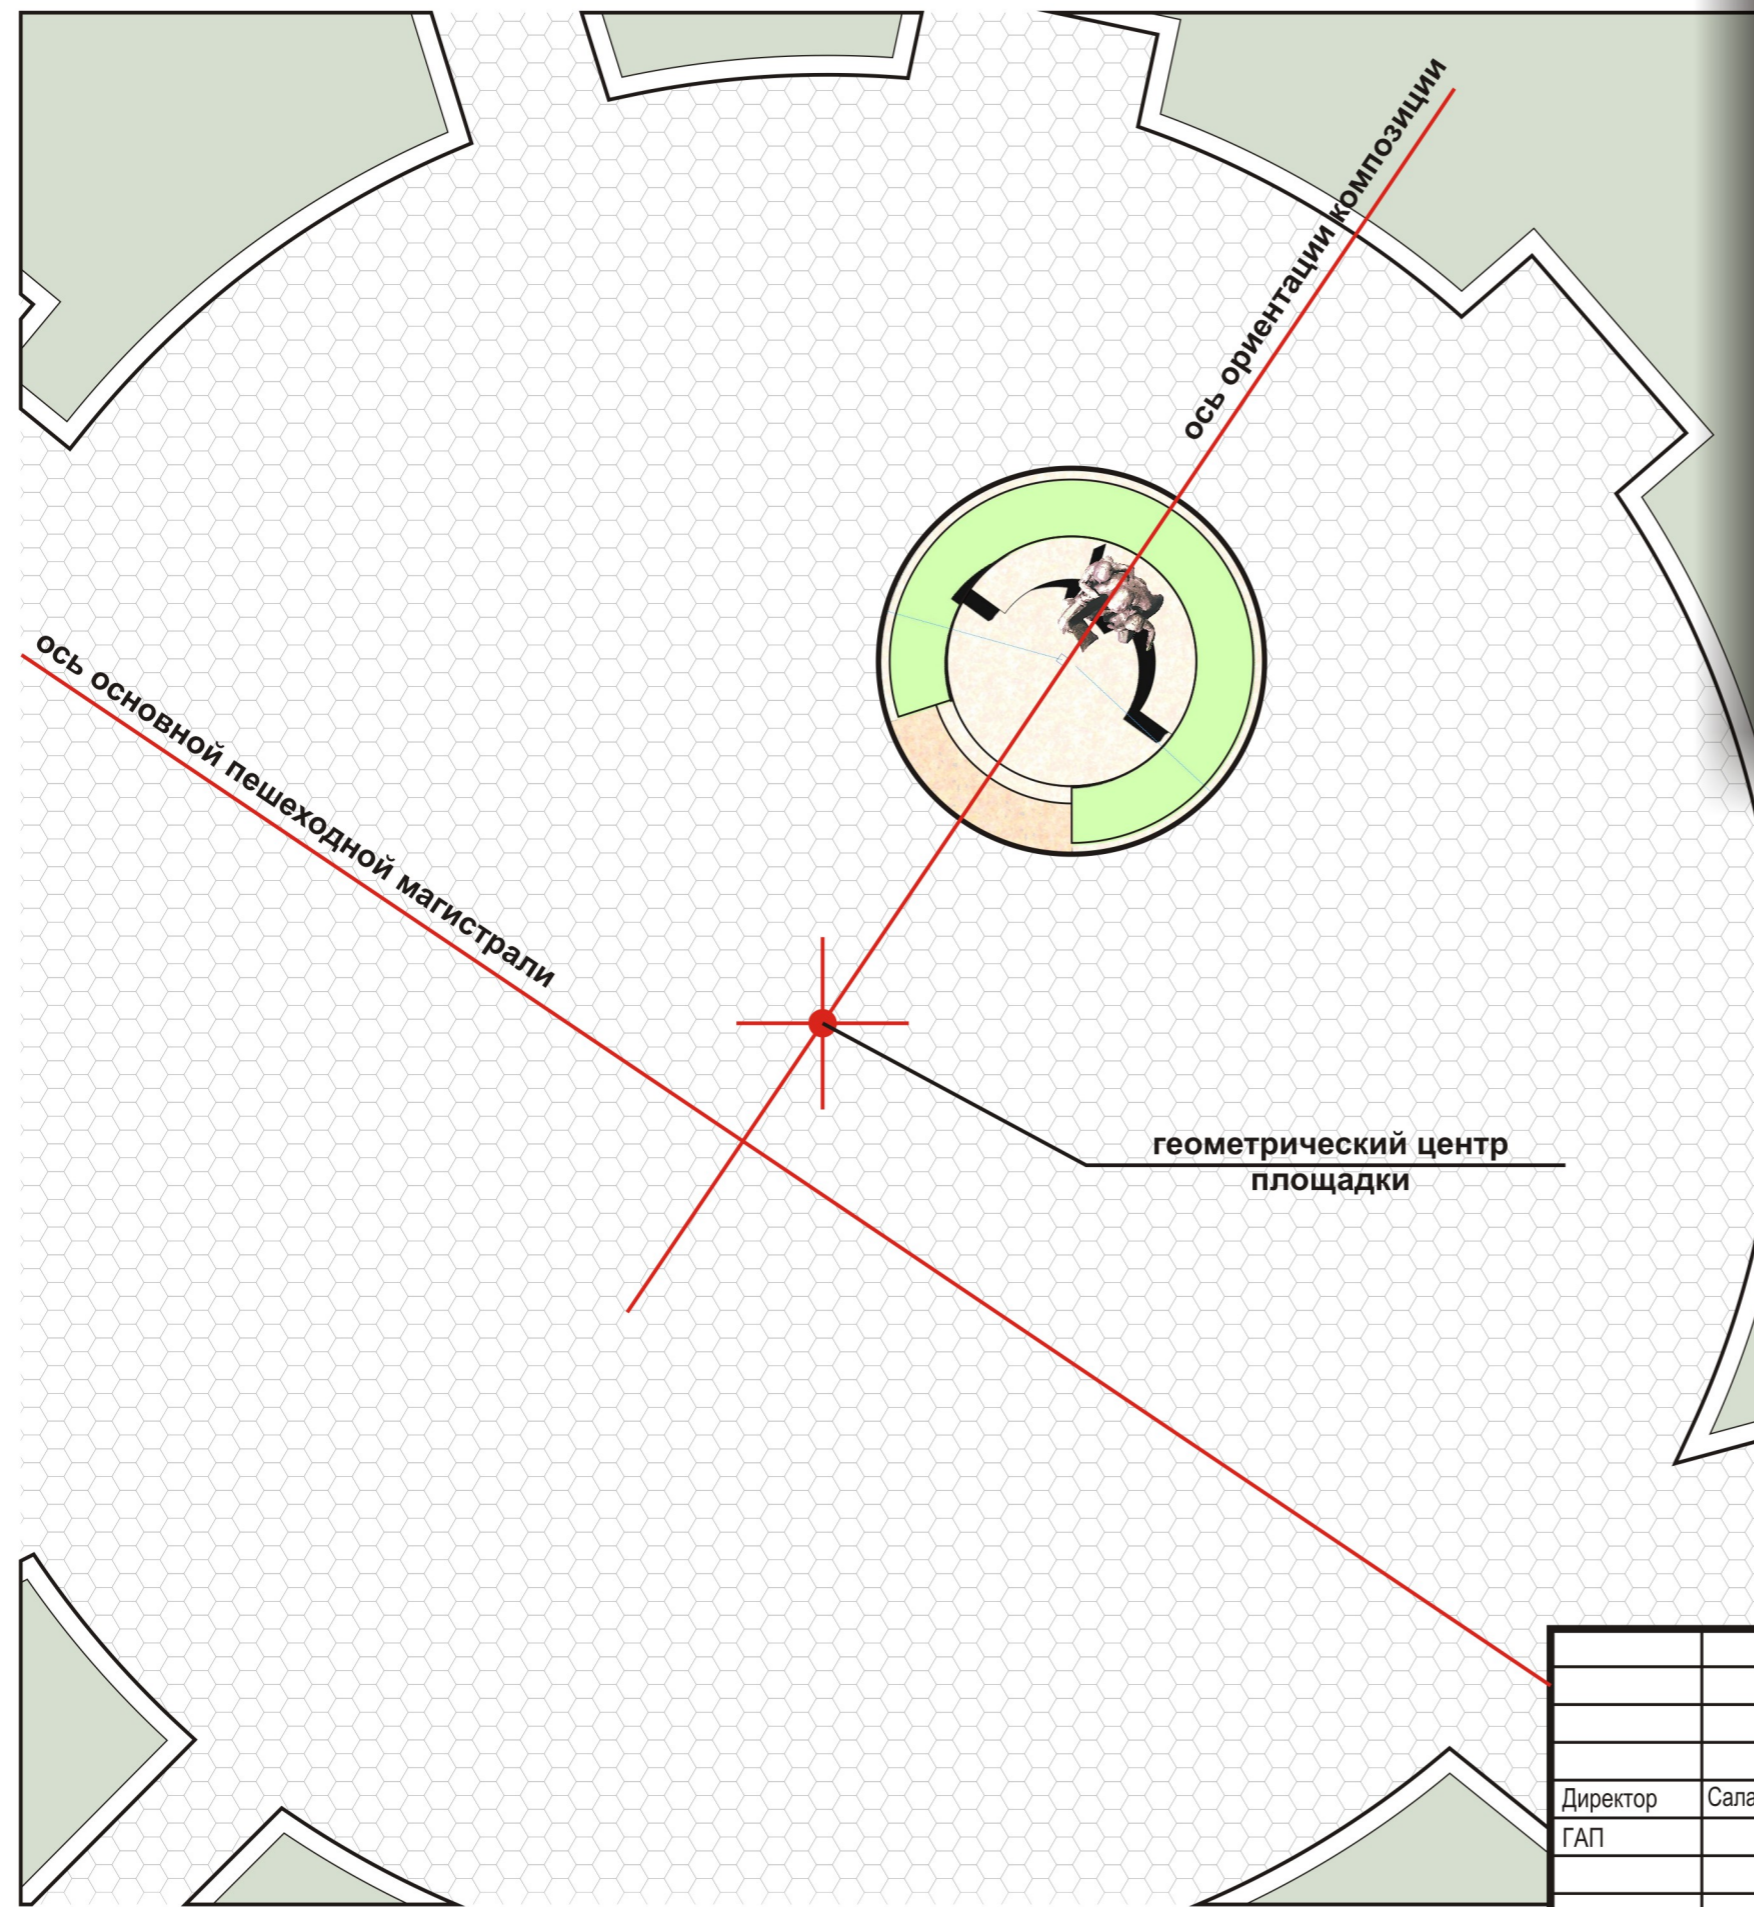 ось ориентации композиции
ось основной пешеходной магистрали
геометрический центр
площадки
Директор
ГАП